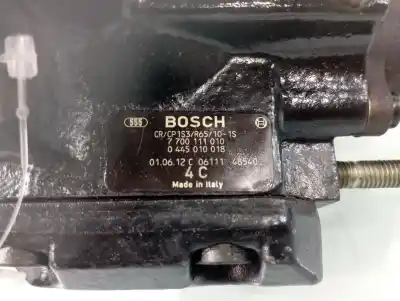 555 BOSCH
CR/CP1S3/R65/10-1S
7 700 111 010
0 445 010 018
01.06.12 C 06111 48540
4 C
Made in Italy